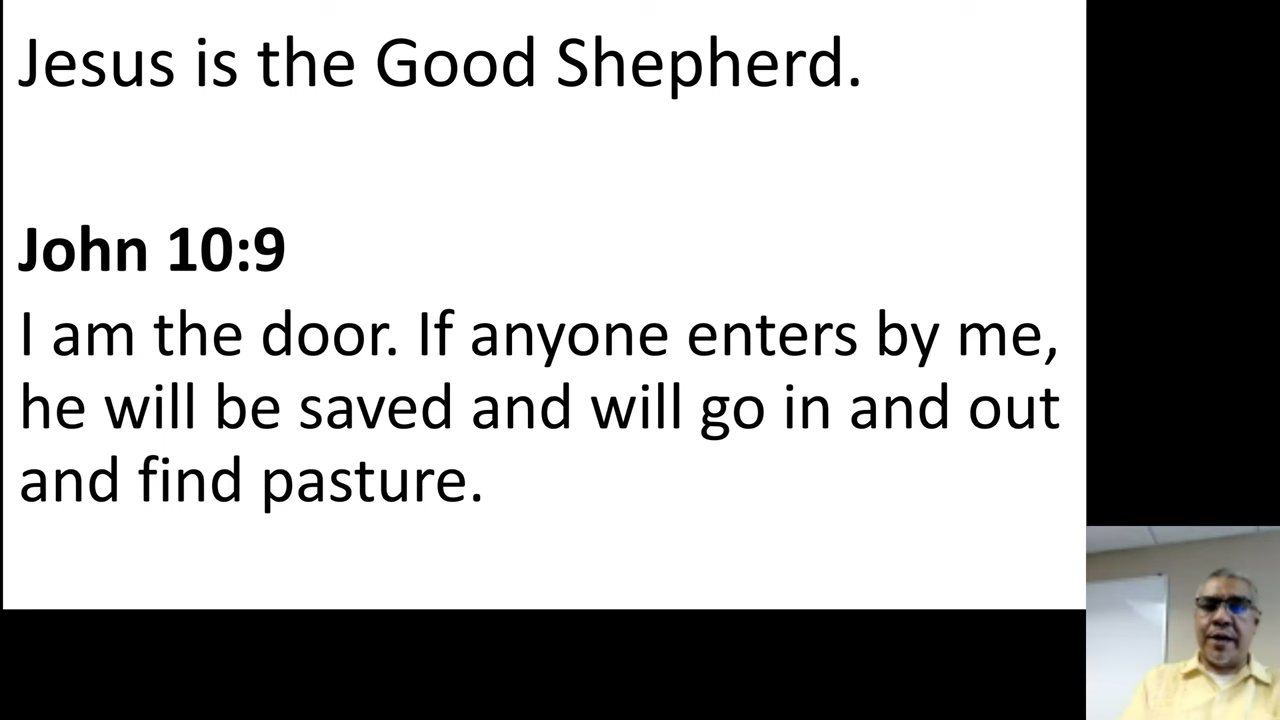 Jesus is the Good Shepherd.
John 10:9
I am the door. If anyone enters by me,
he will be saved and will go in and out
and find pasture.